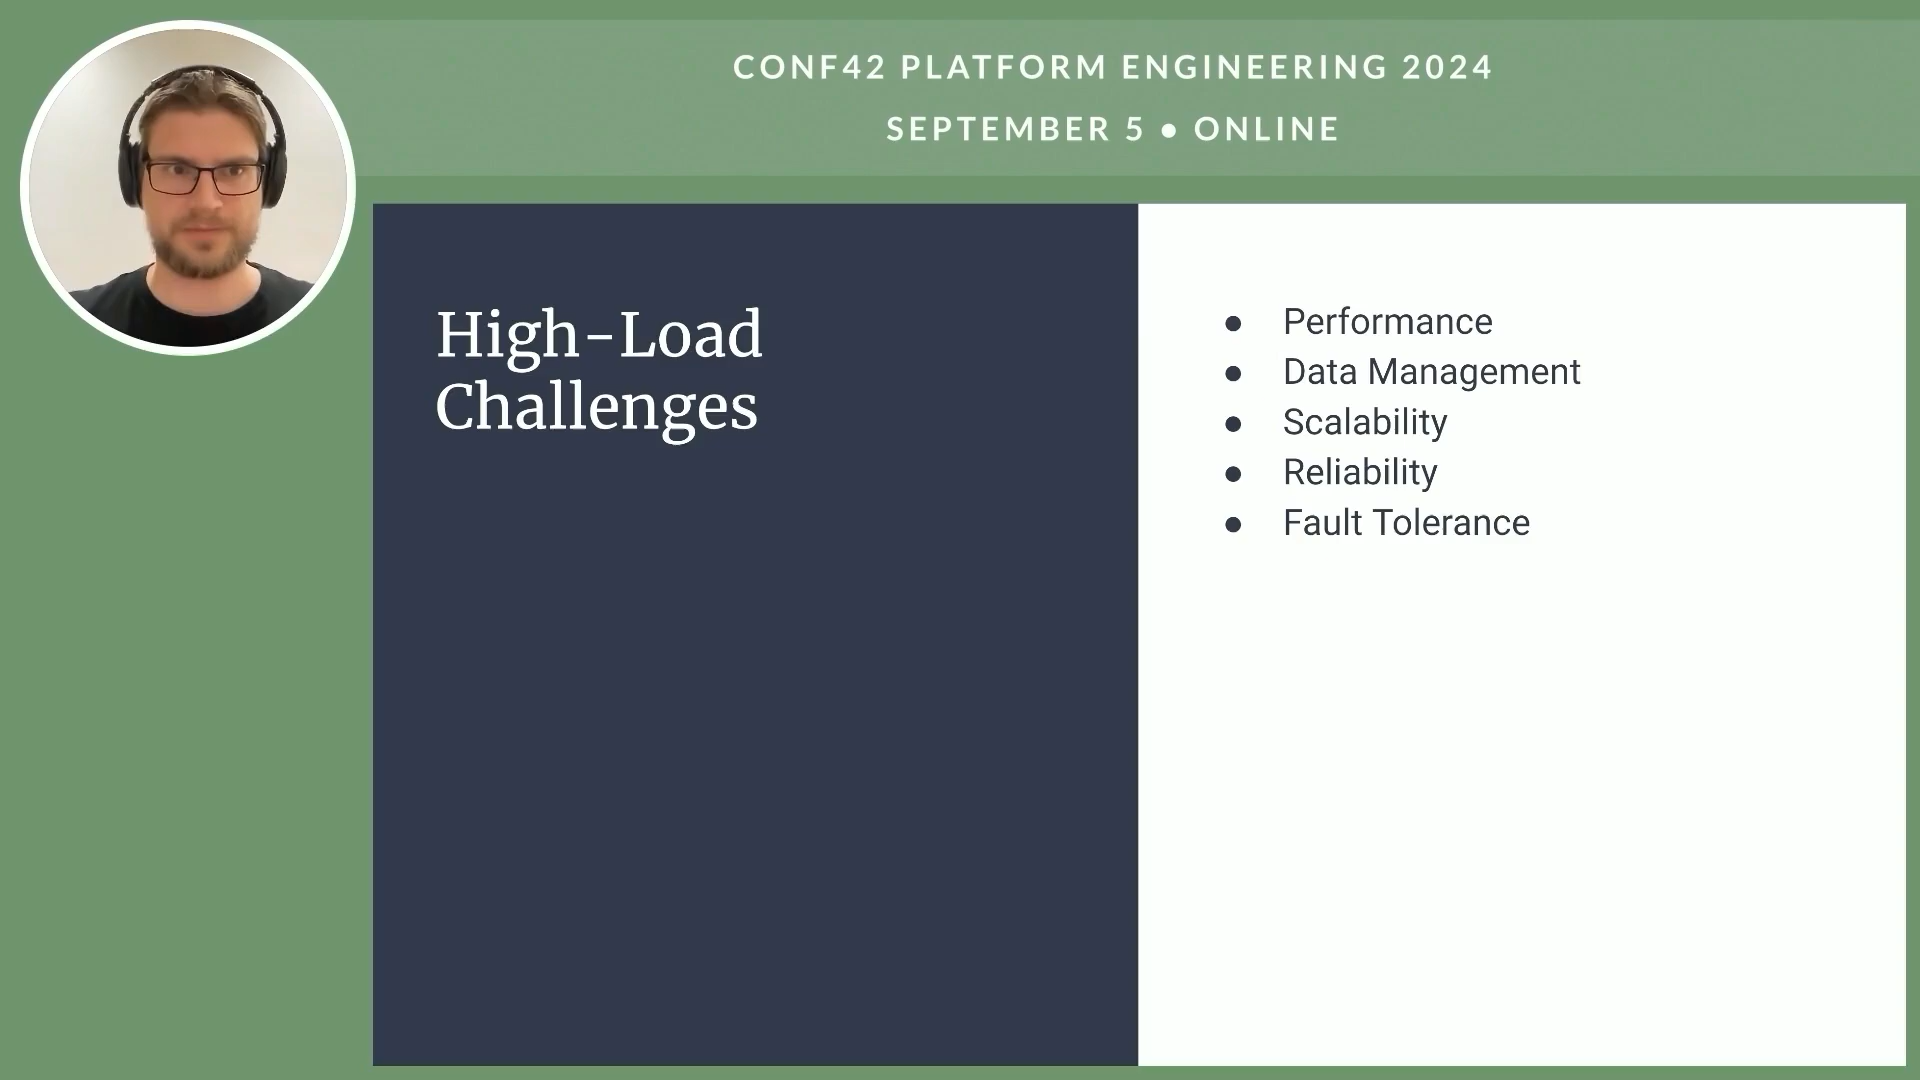 CONF42 PLATFORM ENGINEERING 2024
SEPTEMBER 5 ● ONLINE
High-Load
Challenges
● Performance
● Data Management
● Scalability
● Reliability
● Fault Tolerance